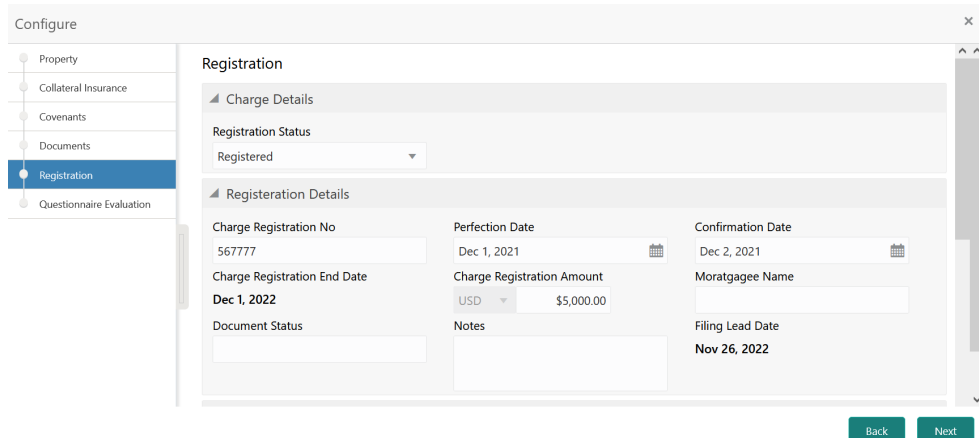 Configure
Property
Collateral Insurance
Covenants
Documents
Registration
Questionnaire Evaluation
Registration
Charge Details
Registration Status
Registered
Registeration Details
Charge Registration No Perfection Date Confirmation Date
567777 Dec 1, 2021 Dec 2, 2021
Charge Registration End Date Charge Registration Amount Moratgagee Name
Dec 1, 2022 USD $5,000.00
Document Status Notes Filing Lead Date
Nov 26, 2022
Back Next